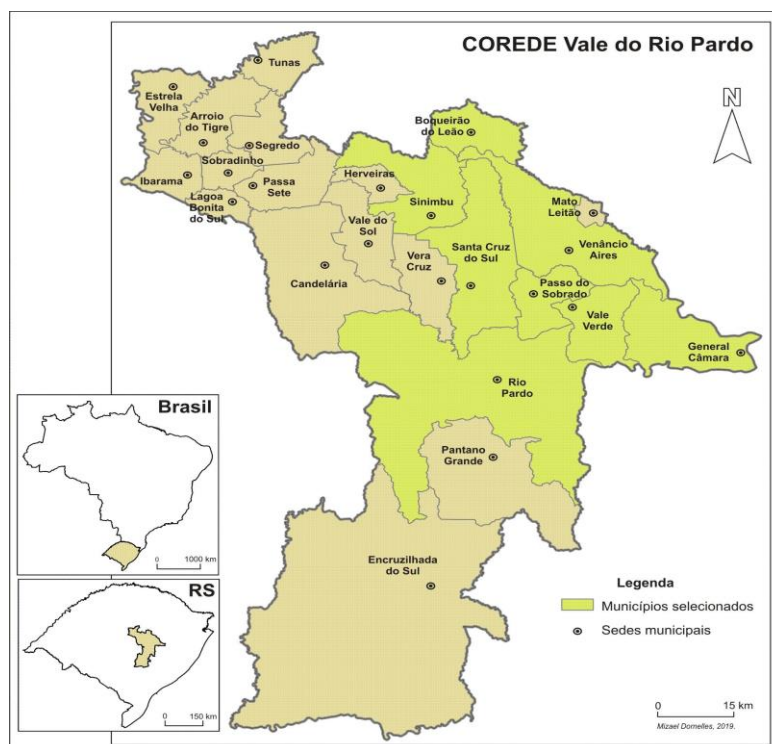 COREDE Vale do Rio Pardo
N
Tunas
Estrela
Velha
Arroio
do Tigre
Segredo
Boqueirão
do Leão
Sobradinho
Ibarama
Passa
Sete
Herveiras
Lagoa
Bonita
do Sul
Sinimbu
Mato
Leitão
Vale do
Sol
Santa Cruz
do Sul
Venâncio
Aires
Vera
Cruz
Candelária
Passo do
Sobrado
Vale
Verde
General
Câmara
Rio
Pardo
Brasil
0 1000 km
Pantano
Grande
Encruzilhada
do Sul
RS
0 150 km
Legenda
Municípios selecionados
Sedes municipais
0 15 km
Mizael Dornelles, 2019.